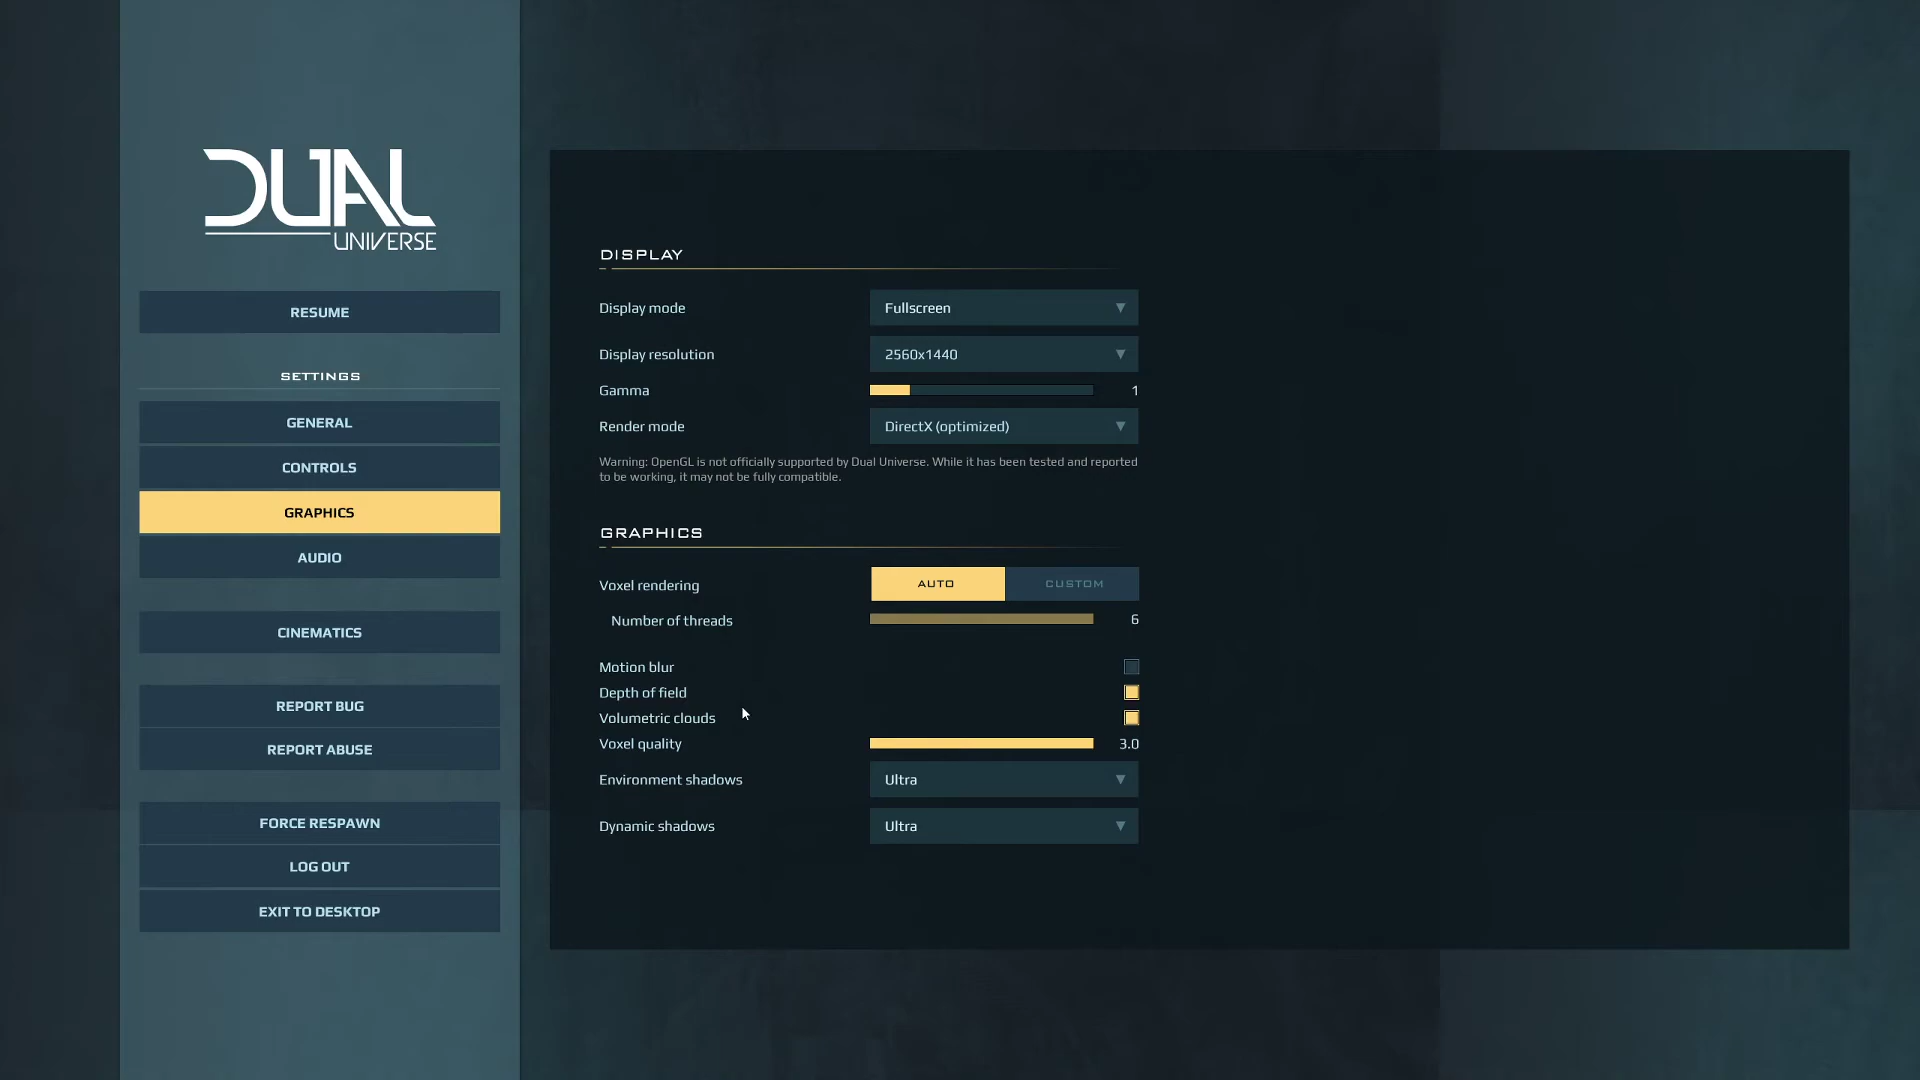 DUAL
UNIVERSE
RESUME
SETTINGS
GENERAL
CONTROLS
GRAPHICS
AUDIO
CINEMATICS
REPORT BUG
REPORT ABUSE
FORCE RESPAWN
LOG OUT
EXIT TO DESKTOP
DISPLAY
Display mode Fullscreen
Display resolution 2560x1440
Gamma 1
Render mode DirectX (optimized)
Warning: OpenGL is not officially supported by Dual Universe. While it has been tested and reported
to be working, it may not be fully compatible.
GRAPHICS
Voxel rendering AUTO CUSTOM
Number of threads 6
Motion blur
Depth of field
Volumetric clouds
Voxel quality 3.0
Environment shadows Ultra
Dynamic shadows Ultra